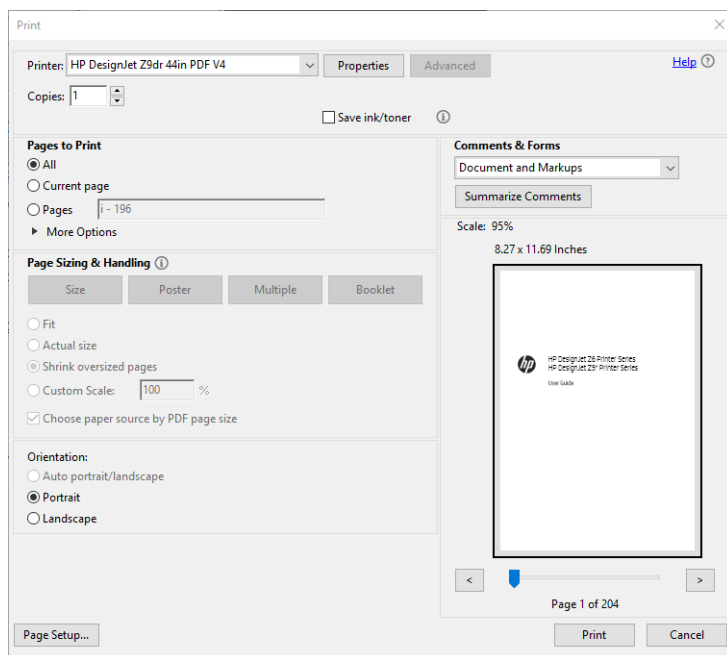 Print
Printer: HP DesignJet Z9dr 44in PDF V4 Properties Advanced Help ?
Copies: 1
Save ink/toner i
Pages to Print
All
Current page
Pages i - 196
More Options
Page Sizing & Handling i
Size Poster Multiple Booklet
Fit
Actual size
Shrink oversized pages
Custom Scale: 100 %
Choose paper source by PDF page size
Orientation:
Auto portrait/landscape
Portrait
Landscape
Comments & Forms
Document and Markups
Summarize Comments
Scale: 95%
8.27 x 11.69 Inches
hp
HP DesignJet Z6 Printer Series
HP DesignJet Z9⁺ Printer Series
User Guide
< >
Page 1 of 204
Page Setup... Print Cancel